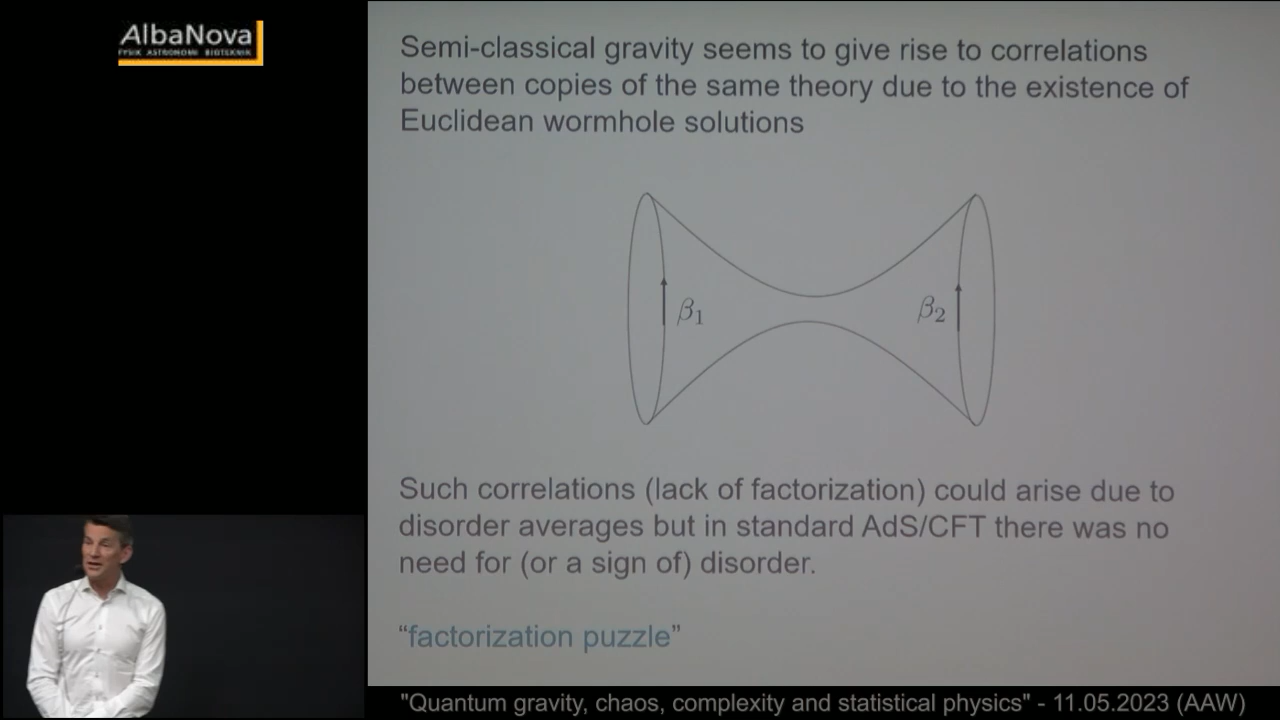 AlbaNova
FYSIK ASTRONOMI BIOTEKNIK
Semi-classical gravity seems to give rise to correlations
between copies of the same theory due to the existence of
Euclidean wormhole solutions
β₁
β₂
Such correlations (lack of factorization) could arise due to
disorder averages but in standard AdS/CFT there was no
need for (or a sign of) disorder.
“factorization puzzle”
"Quantum gravity, chaos, complexity and statistical physics" - 11.05.2023 (AAW)